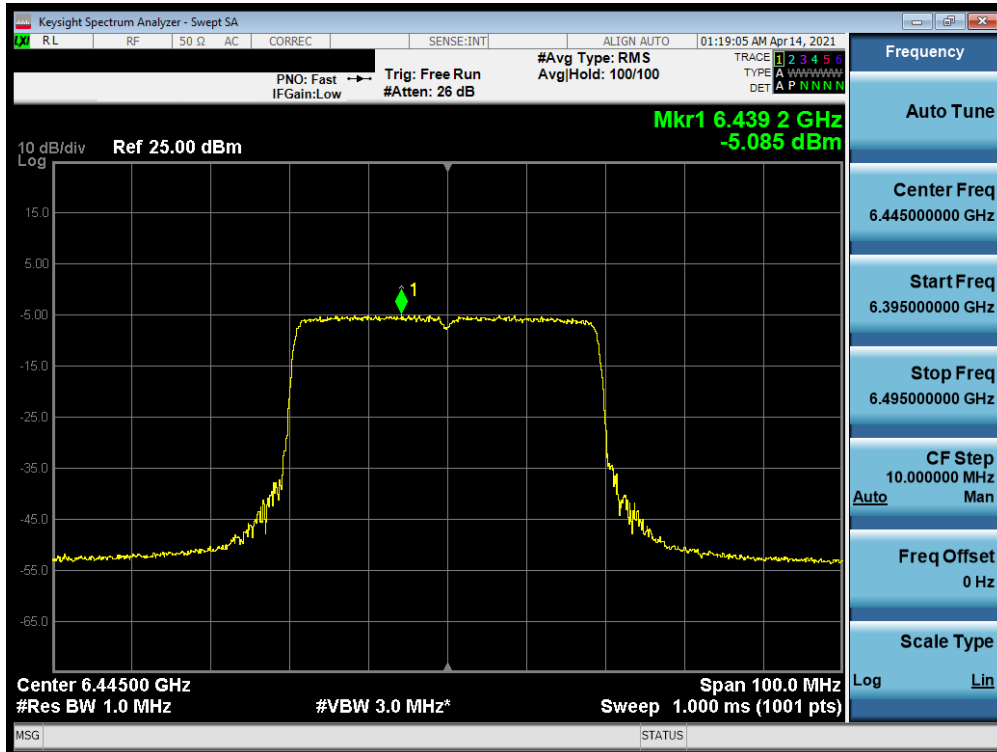 Keysight Spectrum Analyzer - Swept SA
LXI RL RF 50 Ω AC CORREC SENSE:INT ALIGN AUTO 01:19:05 AM Apr 14, 2021
PNO: Fast
IFGain:Low
Trig: Free Run
#Atten: 26 dB
#Avg Type: RMS
Avg|Hold: 100/100
TRACE 1 2 3 4 5 6
TYPE A WWWWW
DET A P N N N N
Mkr1 6.439 2 GHz
-5.085 dBm
10 dB/div Ref 25.00 dBm
Log
15.0
5.00
-5.00
-15.0
-25.0
-35.0
-45.0
-55.0
-65.0
1
Center 6.44500 GHz Span 100.0 MHz
#Res BW 1.0 MHz #VBW 3.0 MHz* Sweep 1.000 ms (1001 pts)
MSG STATUS
Frequency
Auto Tune
Center Freq
6.445000000 GHz
Start Freq
6.395000000 GHz
Stop Freq
6.495000000 GHz
CF Step
10.000000 MHz
Auto Man
Freq Offset
0 Hz
Scale Type
Log Lin